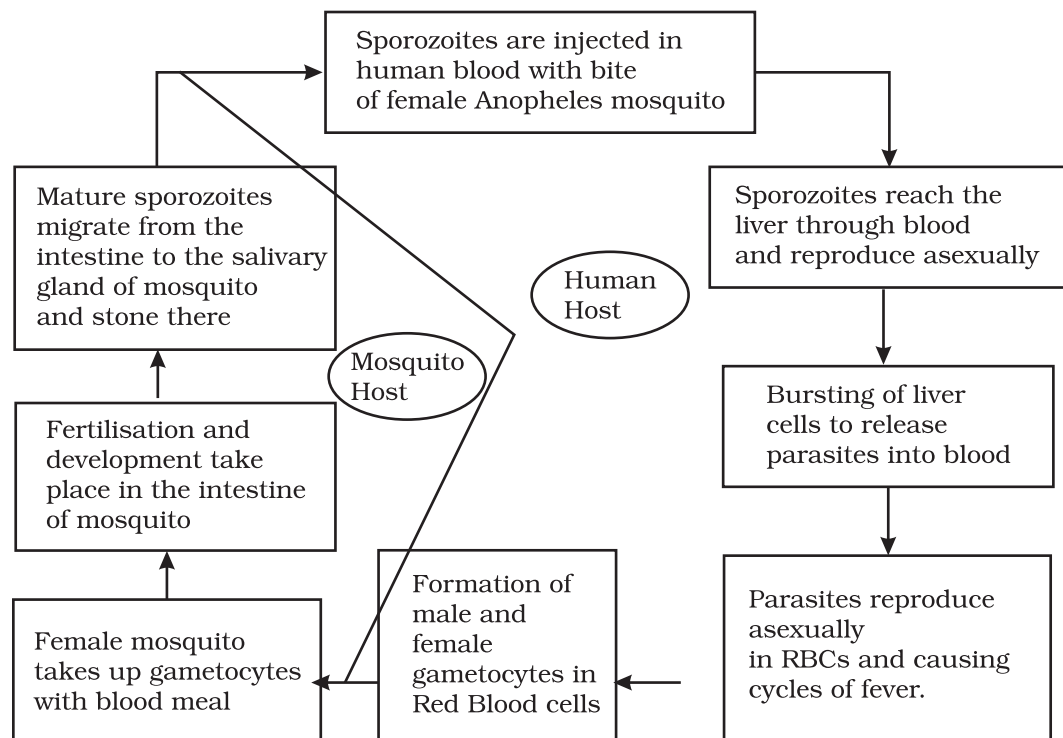 Sporozoites are injected in
human blood with bite
of female Anopheles mosquito
Sporozoites reach the
liver through blood
and reproduce asexually
Bursting of liver
cells to release
parasites into blood
Parasites reproduce
asexually
in RBCs and causing
cycles of fever.
Formation of
male and
female
gametocytes in
Red Blood cells
Female mosquito
takes up gametocytes
with blood meal
Fertilisation and
development take
place in the intestine
of mosquito
Mature sporozoites
migrate from the
intestine to the salivary
gland of mosquito
and stone there
Human
Host
Mosquito
Host